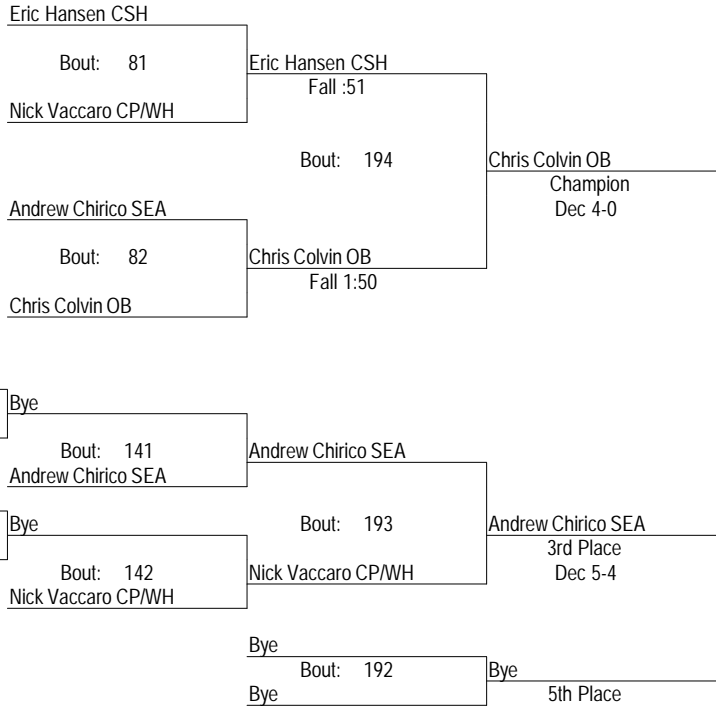 Eric Hansen CSH
Bout: 81
Eric Hansen CSH
Fall :51
Nick Vaccaro CP/WH
Bout: 194
Chris Colvin OB
Champion
Andrew Chirico SEA
Dec 4-0
Bout: 82
Chris Colvin OB
Fall 1:50
Chris Colvin OB
Bye
Bout: 141
Andrew Chirico SEA
Andrew Chirico SEA
Bye
Bout: 193
Andrew Chirico SEA
3rd Place
Bout: 142
Nick Vaccaro CP/WH
Dec 5-4
Nick Vaccaro CP/WH
Bye
Bout: 192
Bye
Bye
5th Place